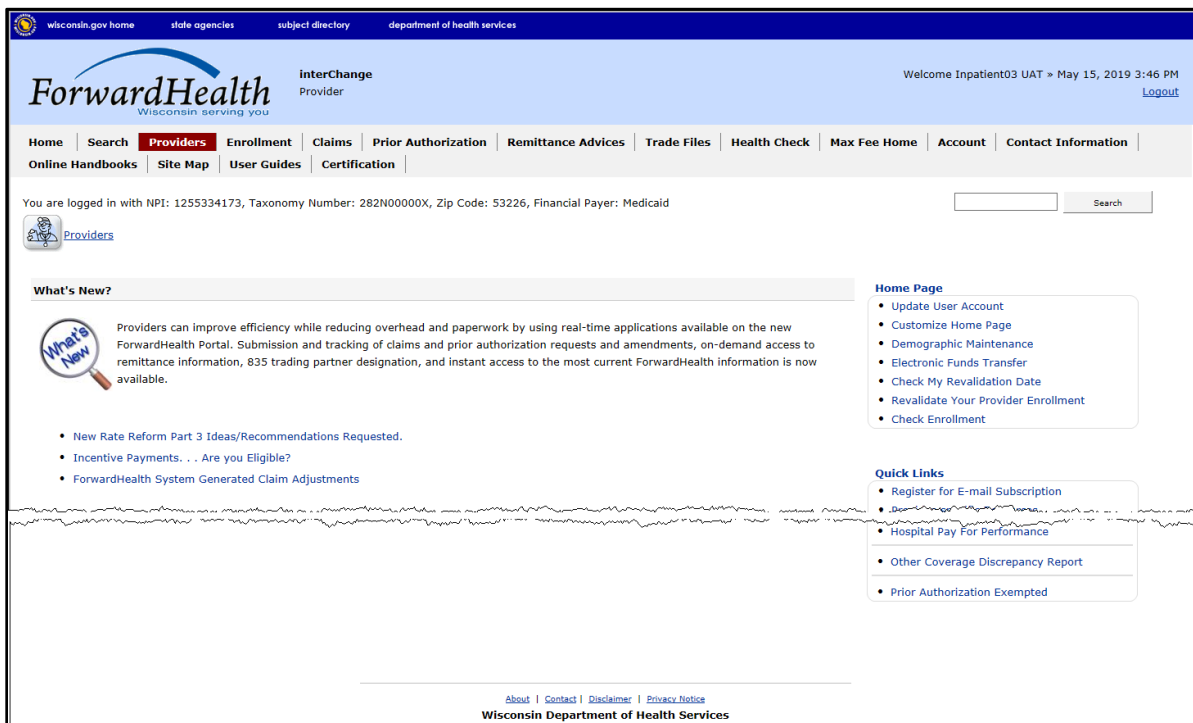 wisconsin.gov home state agencies subject directory department of health services
ForwardHealth
Wisconsin serving you
interChange
Provider
Welcome Inpatient03 UAT » May 15, 2019 3:46 PM
Logout
Home Search Providers Enrollment Claims Prior Authorization Remittance Advices Trade Files Health Check Max Fee Home Account Contact Information
Online Handbooks Site Map User Guides Certification
You are logged in with NPI: 1255334173, Taxonomy Number: 282N00000X, Zip Code: 53226, Financial Payer: Medicaid
Search
Providers
What's New?
What's New
Providers can improve efficiency while reducing overhead and paperwork by using real-time applications available on the new
ForwardHealth Portal. Submission and tracking of claims and prior authorization requests and amendments, on-demand access to
remittance information, 835 trading partner designation, and instant access to the most current ForwardHealth information is now
available.
• New Rate Reform Part 3 Ideas/Recommendations Requested.
• Incentive Payments. . . Are you Eligible?
• ForwardHealth System Generated Claim Adjustments
Home Page
• Update User Account
• Customize Home Page
• Demographic Maintenance
• Electronic Funds Transfer
• Check My Revalidation Date
• Revalidate Your Provider Enrollment
• Check Enrollment
Quick Links
• Register for E-mail Subscription
• Hospital Pay For Performance
• Other Coverage Discrepancy Report
• Prior Authorization Exempted
About | Contact | Disclaimer | Privacy Notice
Wisconsin Department of Health Services